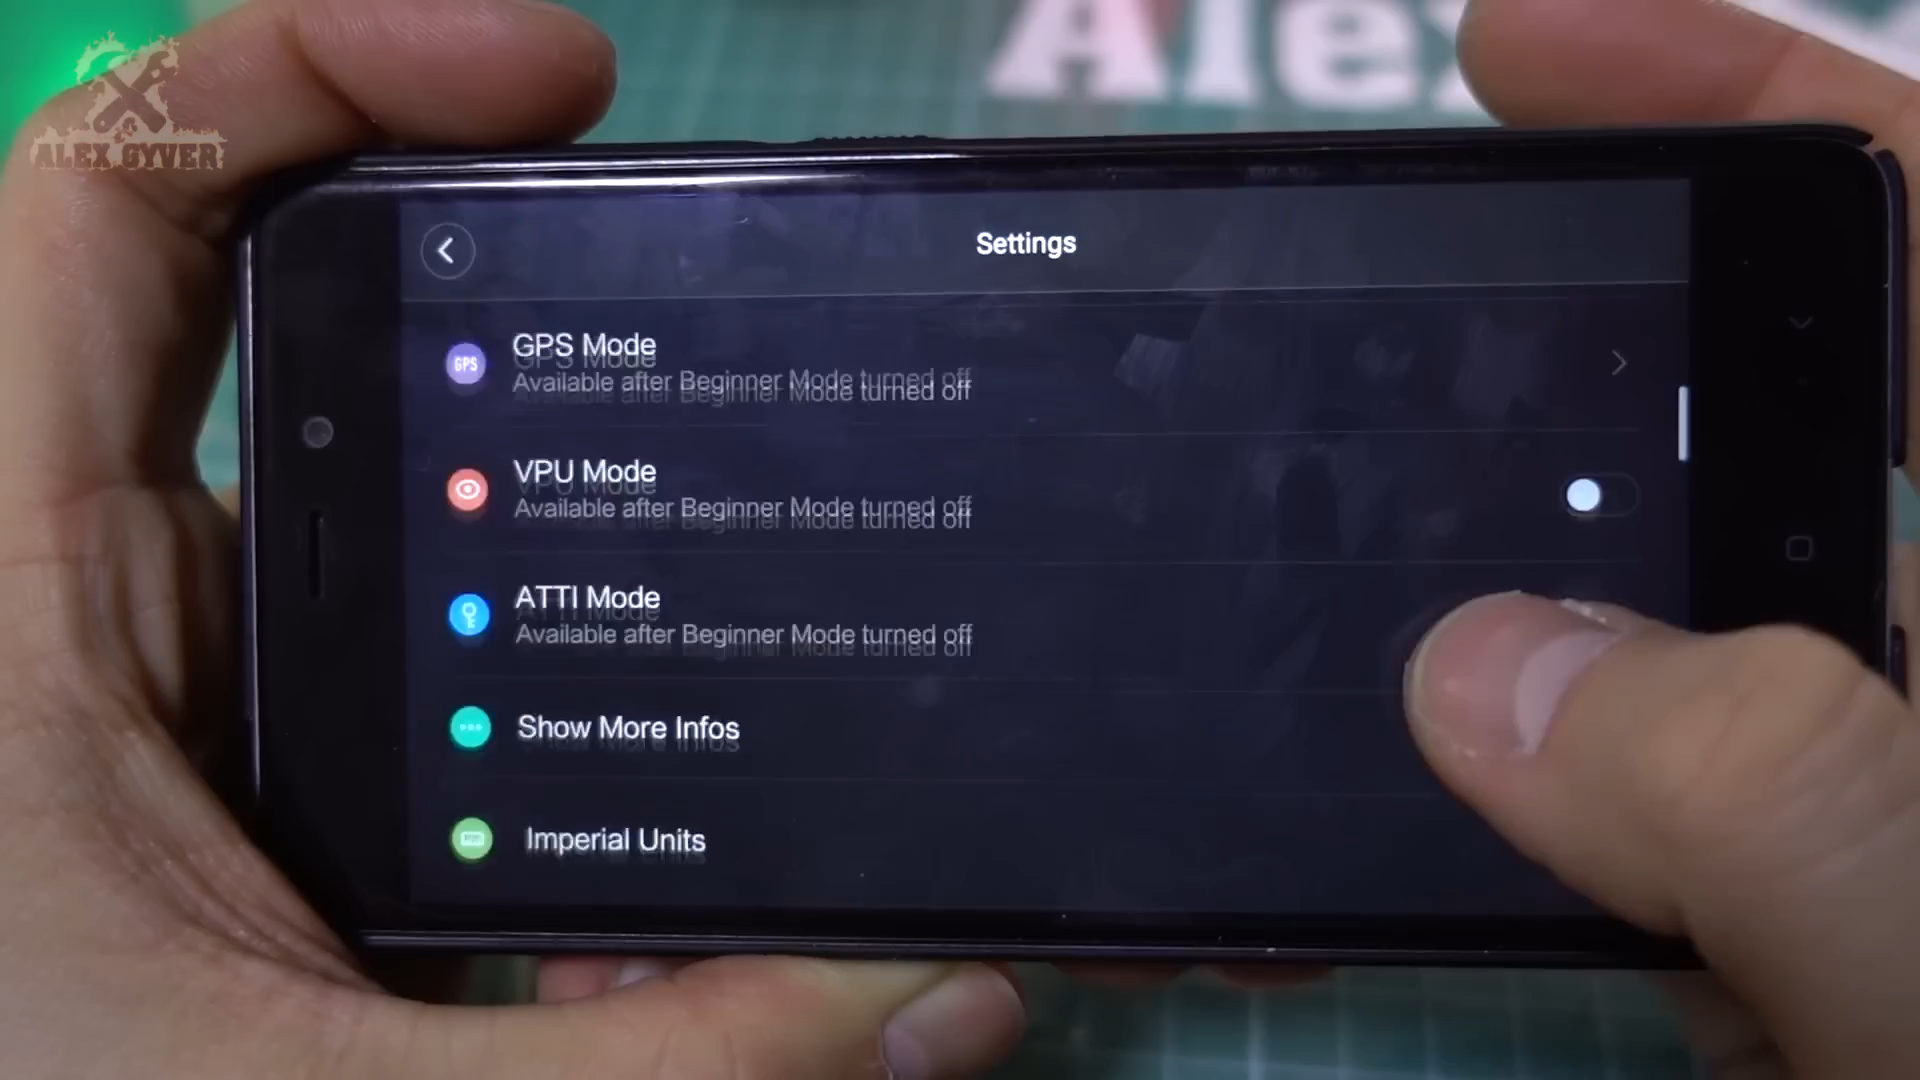 Alex
ALEX GYVER
Settings
GPS
GPS Mode
Available after Beginner Mode turned off
VPU Mode
Available after Beginner Mode turned off
ATTI Mode
Available after Beginner Mode turned off
Show More Infos
Imperial Units